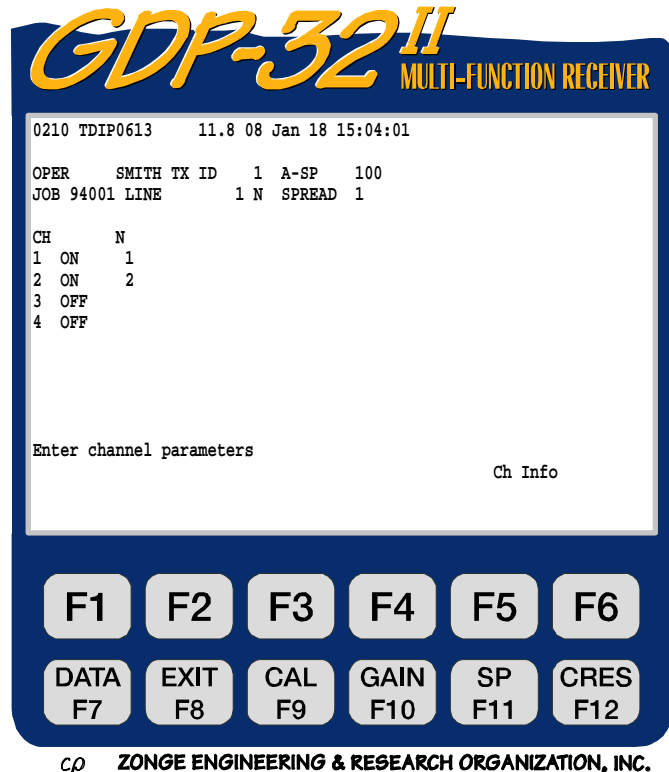 GDP-32 II
MULTI-FUNCTION RECEIVER
0210 TDIP0613 11.8 08 Jan 18 15:04:01
OPER SMITH TX ID 1 A-SP 100
JOB 94001 LINE 1 N SPREAD 1
CH N
1 ON 1
2 ON 2
3 OFF
4 OFF
Enter channel parameters
Ch Info
F1 F2 F3 F4 F5 F6
DATA EXIT CAL GAIN SP CRES
F7 F8 F9 F10 F11 F12
ZONGE ENGINEERING & RESEARCH ORGANIZATION, INC.